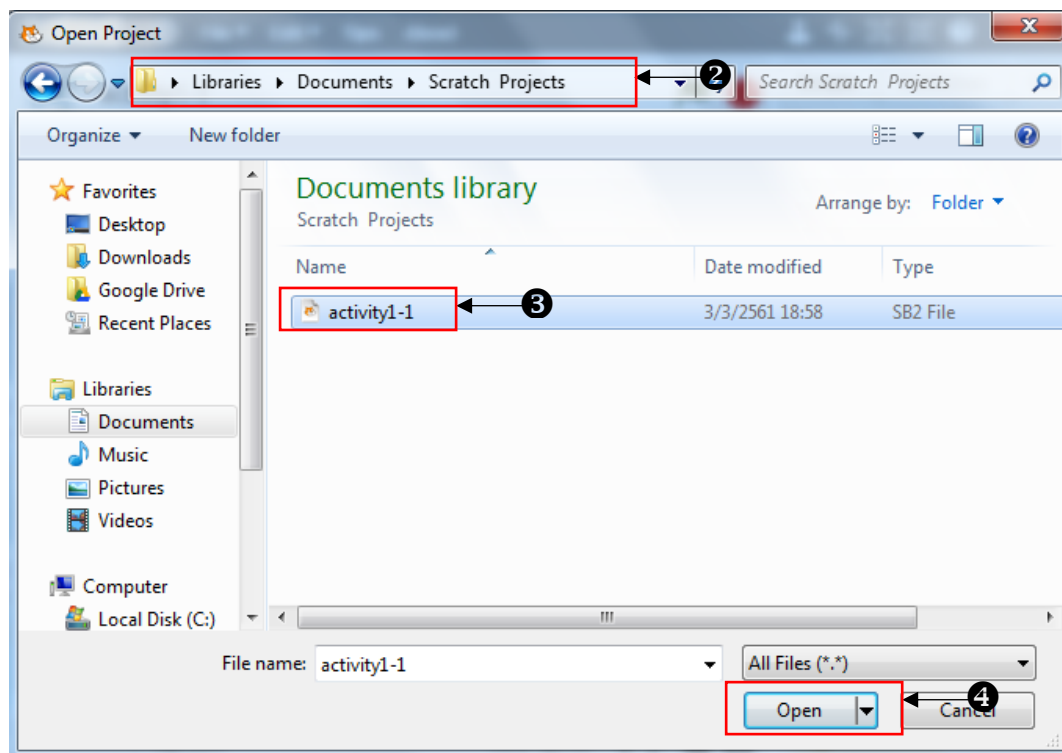 Open Project
Libraries Documents Scratch Projects ❷ Search Scratch Projects
Organize New folder
Favorites
Desktop
Downloads
Google Drive
Recent Places
Libraries
Documents
Music
Pictures
Videos
Computer
Local Disk (C:)
Documents library
Scratch Projects
Arrange by: Folder
Name Date modified Type
activity1-1 ❸ 3/3/2561 18:58 SB2 File
File name: activity1-1 All Files (*.*)
Open Cancel ❹